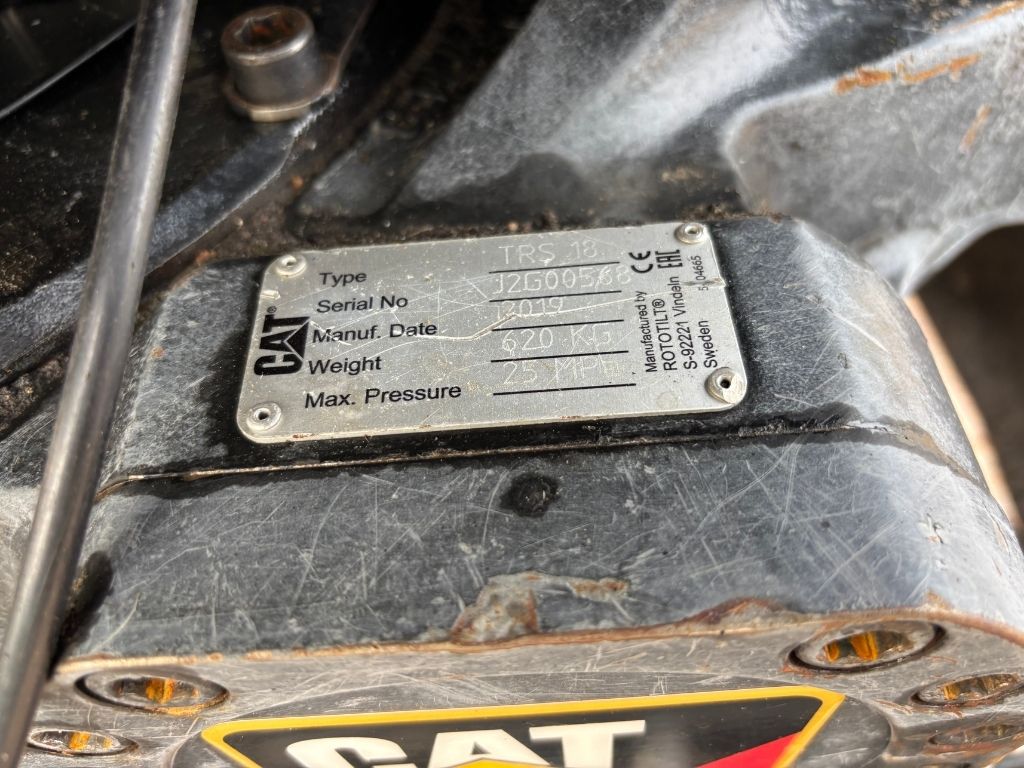 CAT®
Type TRS 18
Serial No J2G00568
Manuf. Date 2019
Weight 620 KG
Max. Pressure 25 MPa
Manufactured by
ROTOTILT®
S-92221 Vindeln
Sweden
CE EAC
CAT